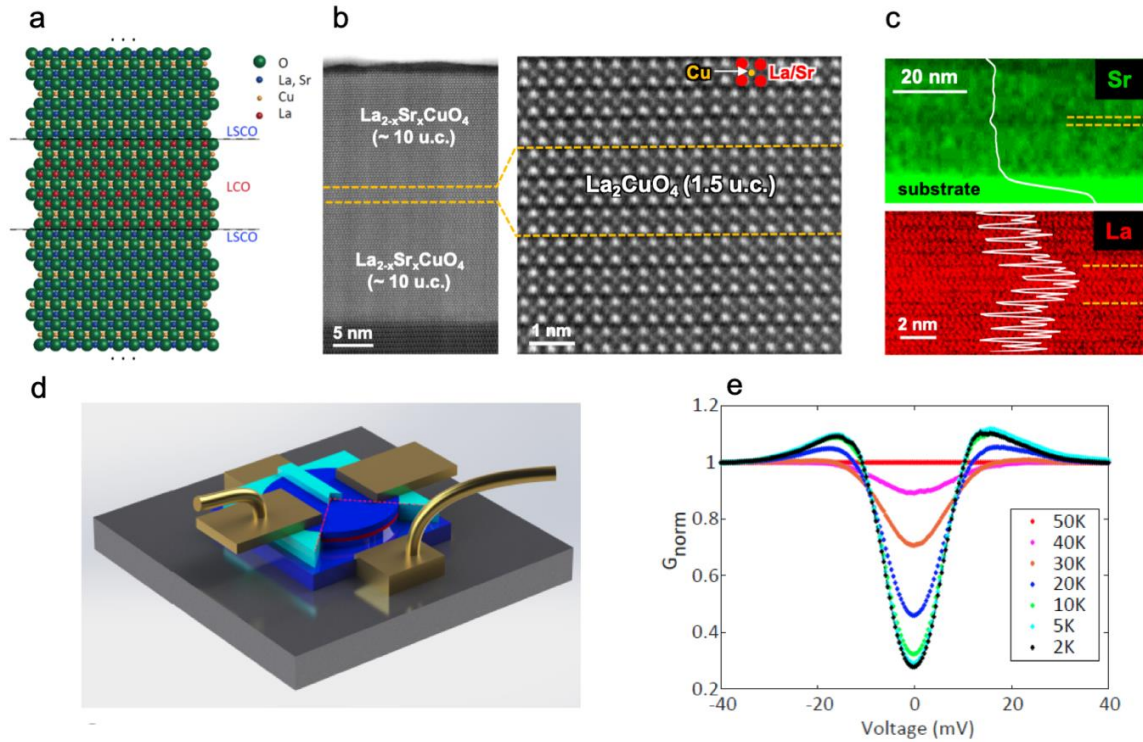 a
. . .
O
La, Sr
Cu
La
LSCO
LCO
LSCO
. . .
b
La2-xSrxCuO4
(~ 10 u.c.)
La2-xSrxCuO4
(~ 10 u.c.)
5 nm
Cu
La/Sr
La2CuO4 (1.5 u.c.)
1 nm
c
20 nm
Sr
substrate
La
2 nm
d
e
1.2
1
0.8
0.6
0.4
0.2
Gnorm
-40
-20
0
20
40
Voltage (mV)
50K
40K
30K
20K
10K
5K
2K